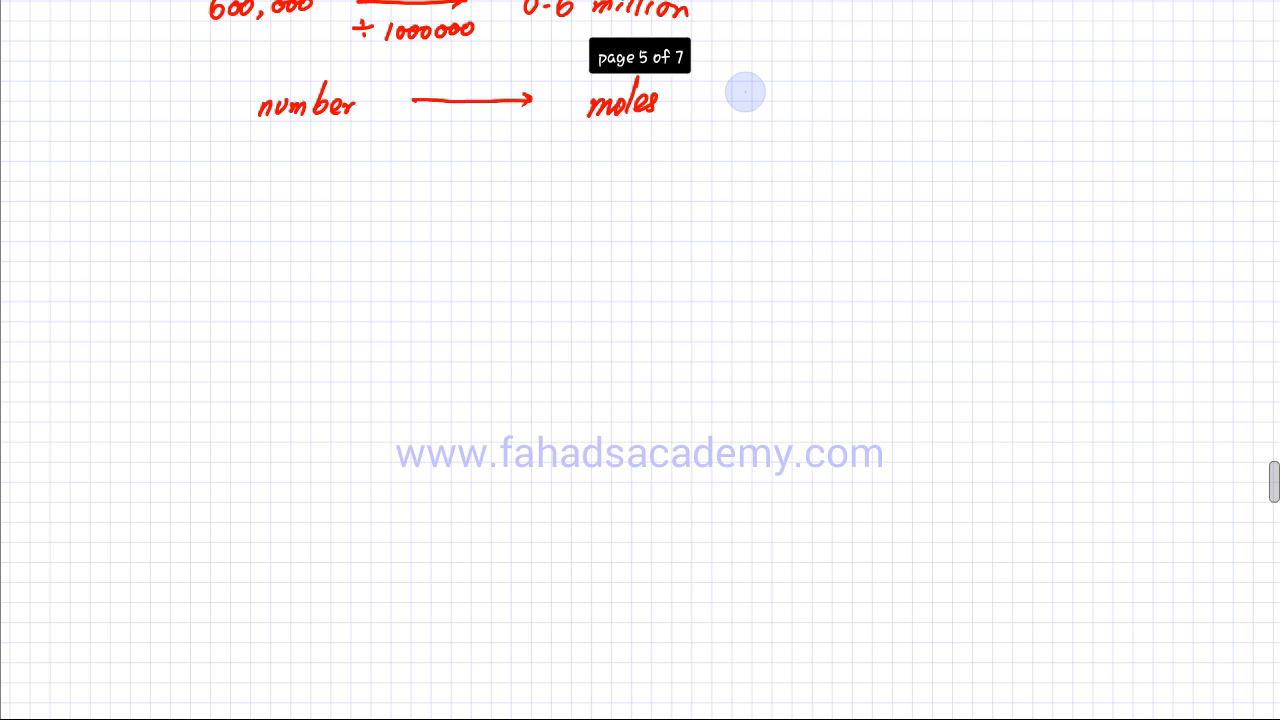 600,000 → 0.6 million
÷ 1000000
page 5 of 7
number → moles
www.fahadsacademy.com